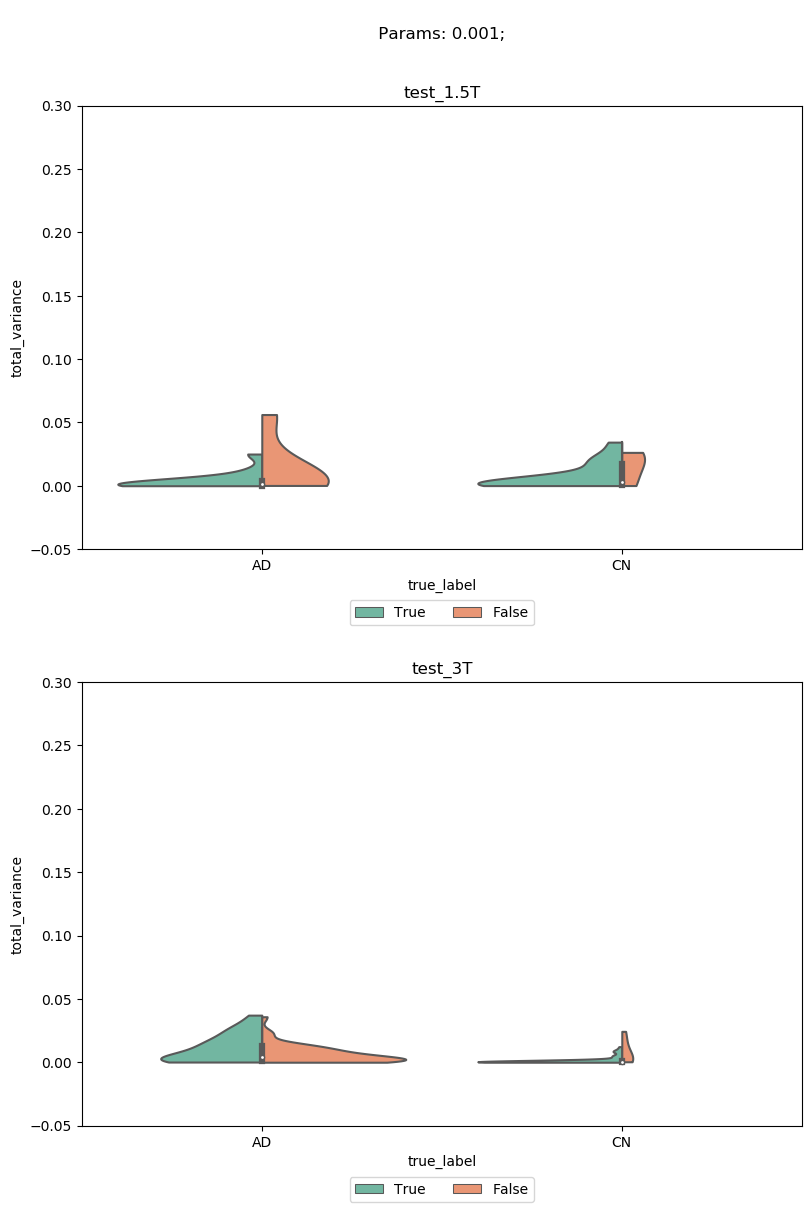 Params: 0.001;
test_1.5T
0.30
0.25
0.20
0.15
0.10
0.05
0.00
−0.05
total_variance
AD CN
true_label
True False
test_3T
0.30
0.25
0.20
0.15
0.10
0.05
0.00
−0.05
total_variance
AD CN
true_label
True False